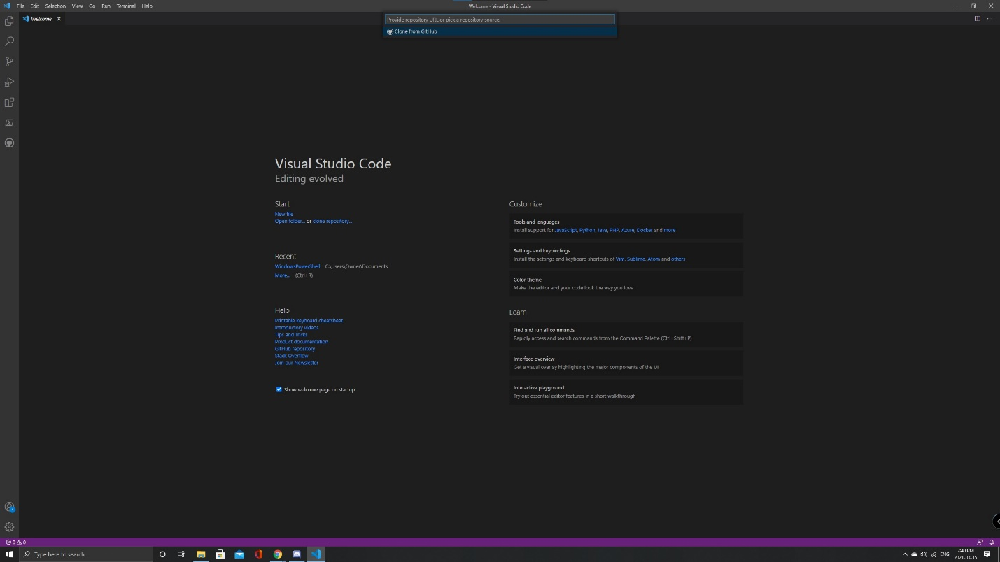 File Edit Selection View Go Run Terminal Help
Welcome - Visual Studio Code
Welcome
Provide repository URL or pick a repository source.
Clone from GitHub
Visual Studio Code
Editing evolved
Start
New file
Open folder... or clone repository...
Recent
WindowsPowerShell C:\Users\Owner\Documents
More... (Ctrl+R)
Help
Printable keyboard cheatsheet
Introductory videos
Tips and Tricks
Product documentation
GitHub repository
Stack Overflow
Join our Newsletter
Show welcome page on startup
Customize
Tools and languages
Install support for JavaScript, Python, Java, PHP, Azure, Docker and more
Settings and keybindings
Install the settings and keyboard shortcuts of Vim, Sublime, Atom and others
Color theme
Make the editor and your code look the way you love
Learn
Find and run all commands
Rapidly access and search commands from the Command Palette (Ctrl+Shift+P)
Interface overview
Get a visual overlay highlighting the major components of the UI
Interactive playground
Try out essential editor features in a short walkthrough
1
0 0
Type here to search
ENG
7:40 PM
2021-03-15